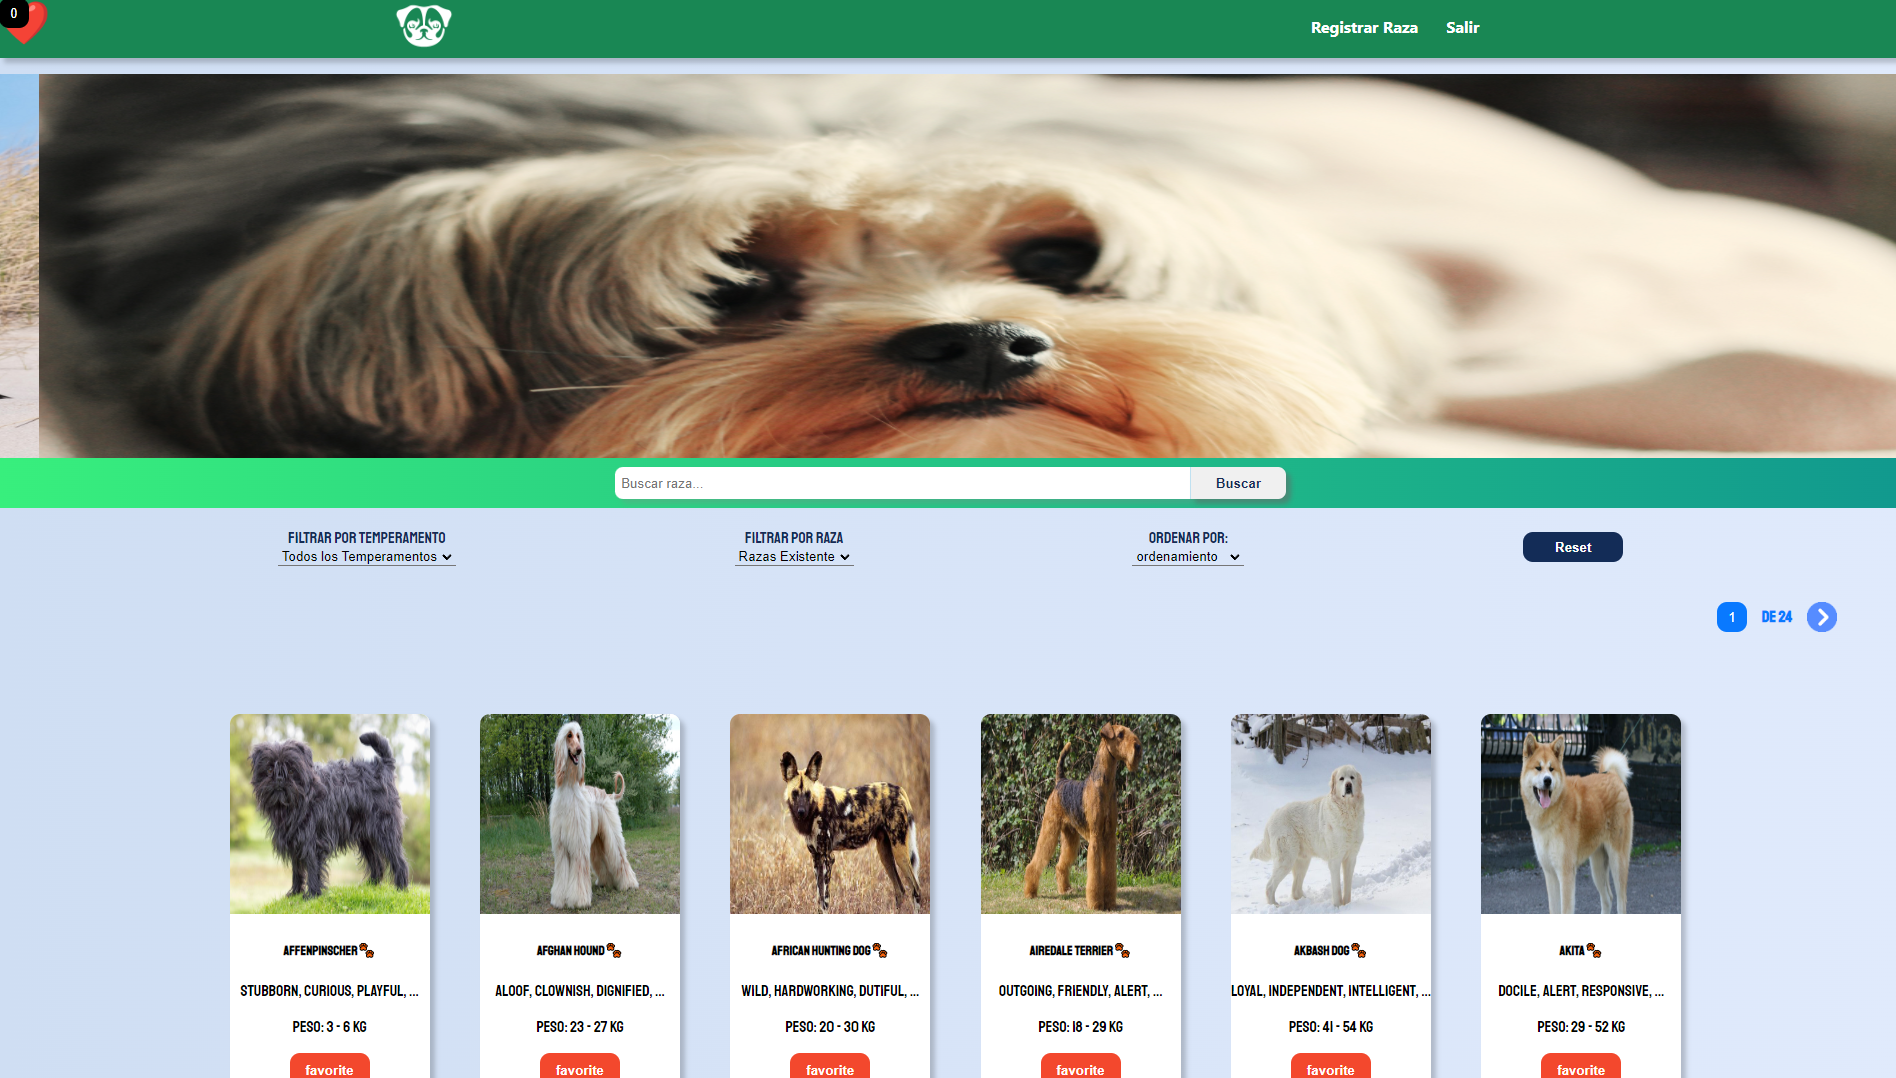 0
Registrar Raza Salir
Buscar raza... Buscar
FILTRAR POR TEMPERAMENTO FILTRAR POR RAZA ORDENAR POR:
Todos los Temperamentos Razas Existente ordenamiento Reset
1 DE 24
AFFENPINSCHER AFGHAN HOUND AFRICAN HUNTING DOG AIREDALE TERRIER AKBASH DOG AKITA
STUBBORN, CURIOUS, PLAYFUL, ... ALOOF, CLOWNISH, DIGNIFIED, ... WILD, HARDWORKING, DUTIFUL, ... OUTGOING, FRIENDLY, ALERT, ... LOYAL, INDEPENDENT, INTELLIGENT, ... DOCILE, ALERT, RESPONSIVE, ...
PESO: 3 - 6 KG PESO: 23 - 27 KG PESO: 20 - 30 KG PESO: 18 - 29 KG PESO: 41 - 54 KG PESO: 29 - 52 KG
favorite favorite favorite favorite favorite favorite